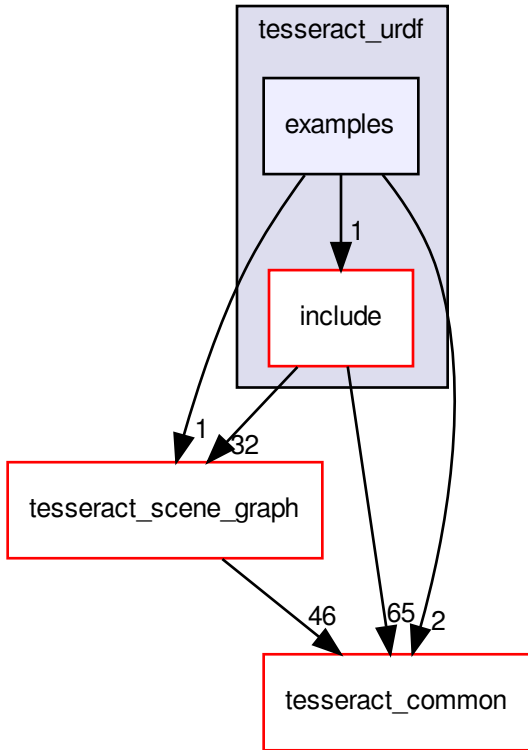 tesseract_urdf
examples
1
include
1
32
tesseract_scene_graph
46
65
2
tesseract_common